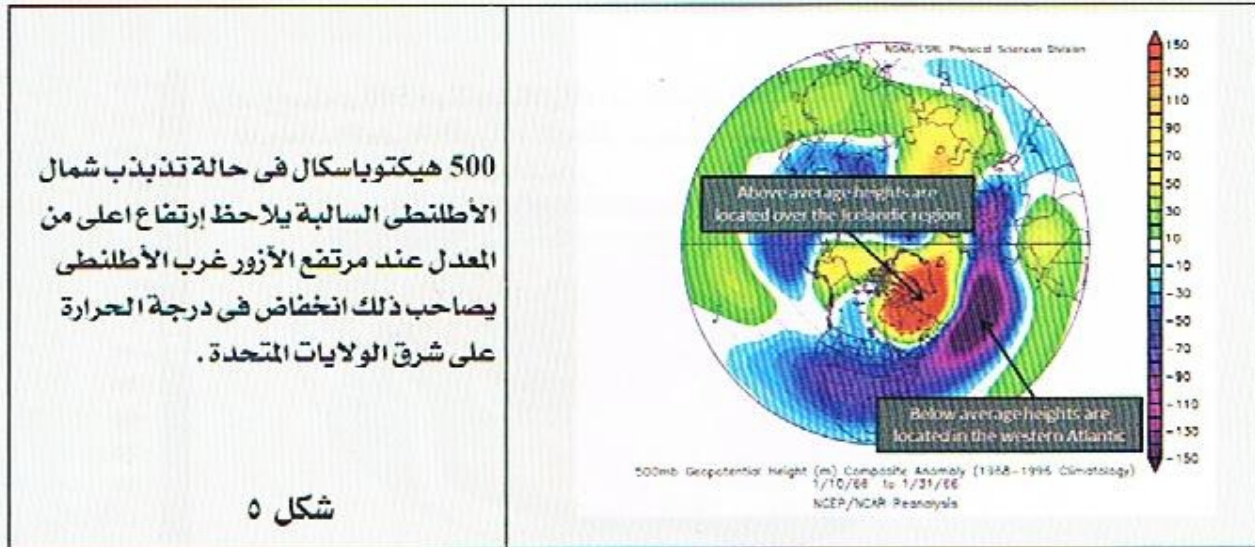 500 هيكتوباسكال فى حالة تذبذب شمال
الأطلنطى السالبة يلاحظ إرتفاع اعلى من
المعدل عند مرتفع الأزور غرب الأطلنطى
يصاحب ذلك انخفاض فى درجة الحرارة
على شرق الولايات المتحدة .
شكل ٥
NOAA/ESRL Physical Sciences Division
Above average heights are
located over the Icelandic region
Below average heights are
located in the western Atlantic
150
130
110
90
70
50
30
10
-10
-30
-50
-70
-90
-110
-130
-150
500mb Geopotential Height (m) Composite Anomaly (1968-1996 Climatology)
1/10/66 to 1/31/66
NCEP/NCAR Reanalysis